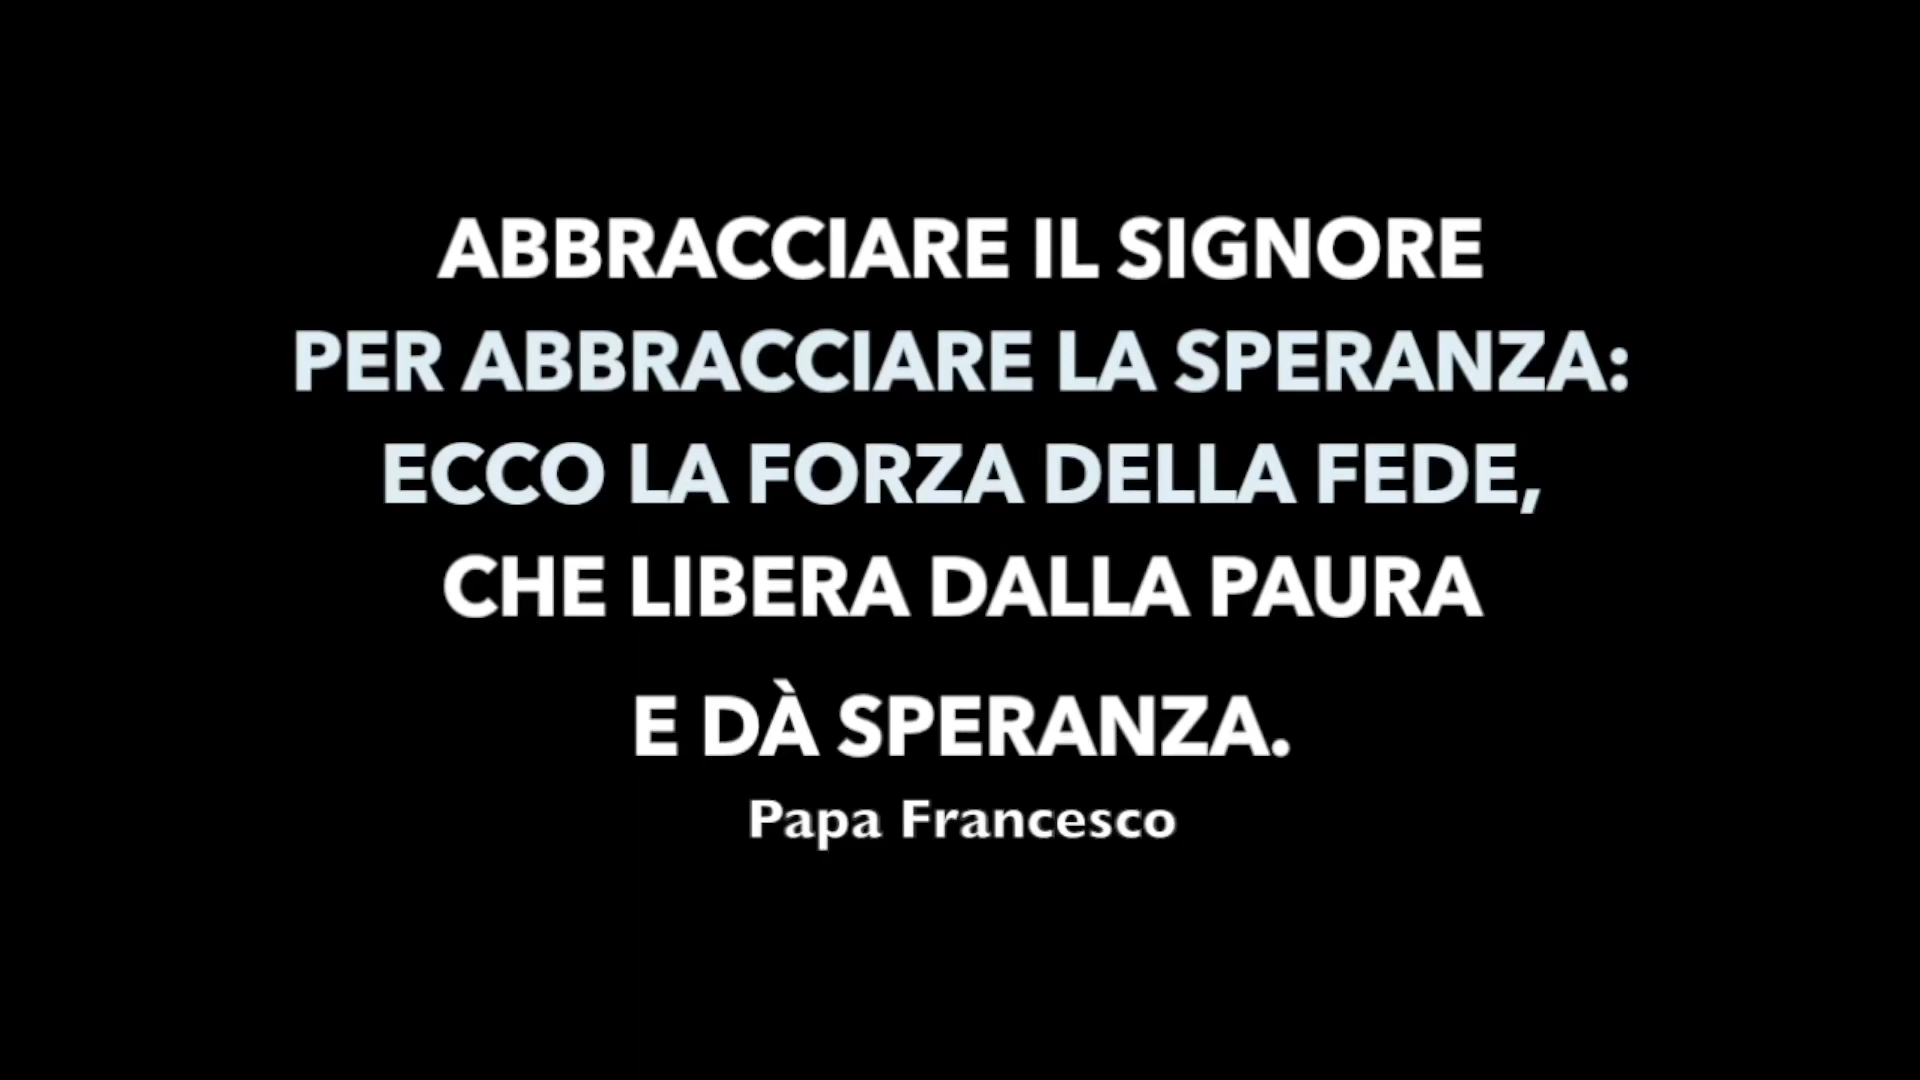 ABBRACCIARE IL SIGNORE
PER ABBRACCIARE LA SPERANZA:
ECCO LA FORZA DELLA FEDE,
CHE LIBERA DALLA PAURA
E DÀ SPERANZA.
Papa Francesco